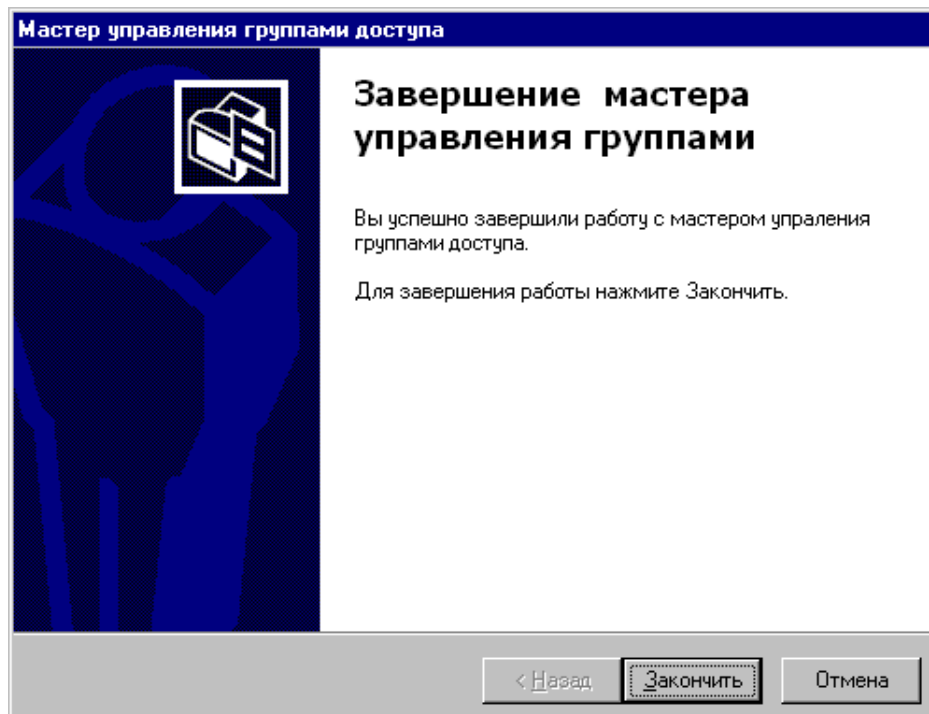 Мастер управления группами доступа
Завершение мастера
управления группами
Вы успешно завершили работу с мастером упраления
группами доступа.
Для завершения работы нажмите Закончить.
< Назад
Закончить
Отмена